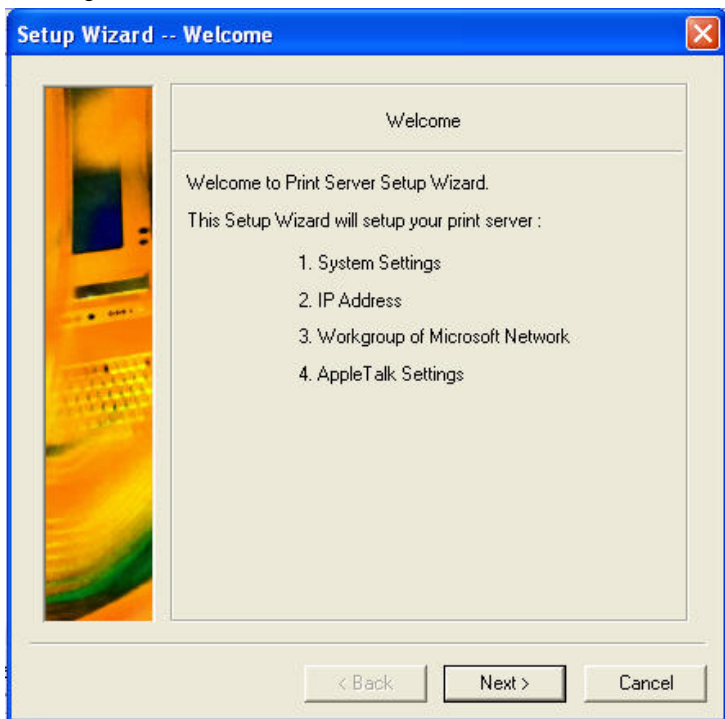 Setup Wizard -- Welcome
Welcome
Welcome to Print Server Setup Wizard.
This Setup Wizard will setup your print server :
1. System Settings
2. IP Address
3. Workgroup of Microsoft Network
4. AppleTalk Settings
< Back
Next >
Cancel